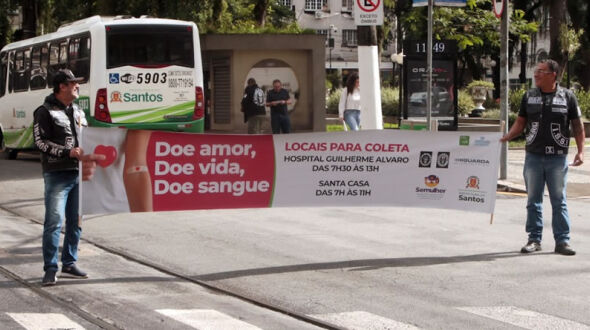 5903
Santos
11:49
Doe amor,
Doe vida,
Doe sangue
LOCAIS PARA COLETA
HOSPITAL GUILHERME ALVARO
DAS 7H30 ÀS 13H
SANTA CASA
DAS 7H ÀS 11H
Semulher
Santos